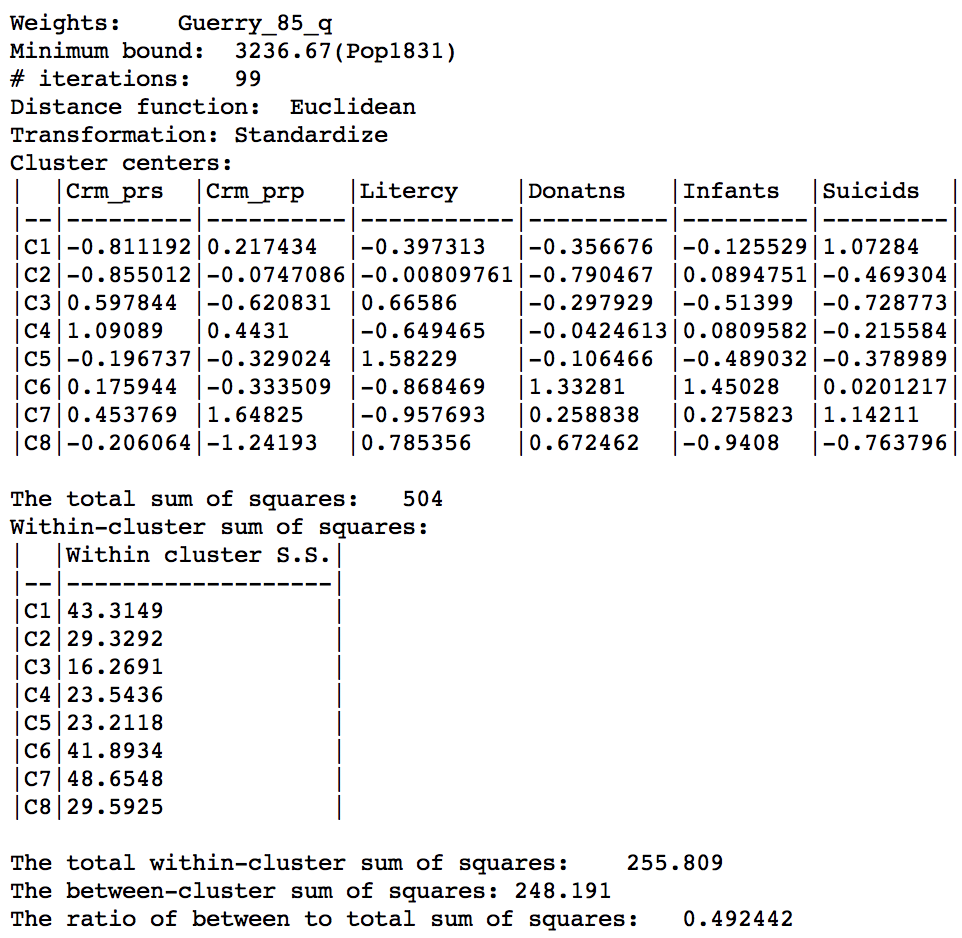 Weights:    Guerry_85_q
Minimum bound:  3236.67(Pop1831)
# iterations:   99
Distance function:  Euclidean
Transformation: Standardize
Cluster centers:
|  |Crm_prs  |Crm_prp   |Litercy    |Donatns   |Infants  |Suicids  |
|--|---------|----------|-----------|----------|---------|---------|
|C1|-0.811192|0.217434  |-0.397313  |-0.356676 |-0.125529|1.07284  |
|C2|-0.855012|-0.0747086|-0.00809761|-0.790467 |0.0894751|-0.469304|
|C3|0.597844 |-0.620831 |0.66586    |-0.297929 |-0.51399 |-0.728773|
|C4|1.09089  |0.4431    |-0.649465  |-0.0424613|0.0809582|-0.215584|
|C5|-0.196737|-0.329024 |1.58229    |-0.106466 |-0.489032|-0.378989|
|C6|0.175944 |-0.333509 |-0.868469  |1.33281   |1.45028  |0.0201217|
|C7|0.453769 |1.64825   |-0.957693  |0.258838  |0.275823 |1.14211  |
|C8|-0.206064|-1.24193  |0.785356   |0.672462  |-0.9408  |-0.763796|
The total sum of squares:   504
Within-cluster sum of squares:
|  |Within cluster S.S.|
|--|-------------------|
|C1|43.3149            |
|C2|29.3292            |
|C3|16.2691            |
|C4|23.5436            |
|C5|23.2118            |
|C6|41.8934            |
|C7|48.6548            |
|C8|29.5925            |
The total within-cluster sum of squares:    255.809
The between-cluster sum of squares: 248.191
The ratio of between to total sum of squares:   0.492442